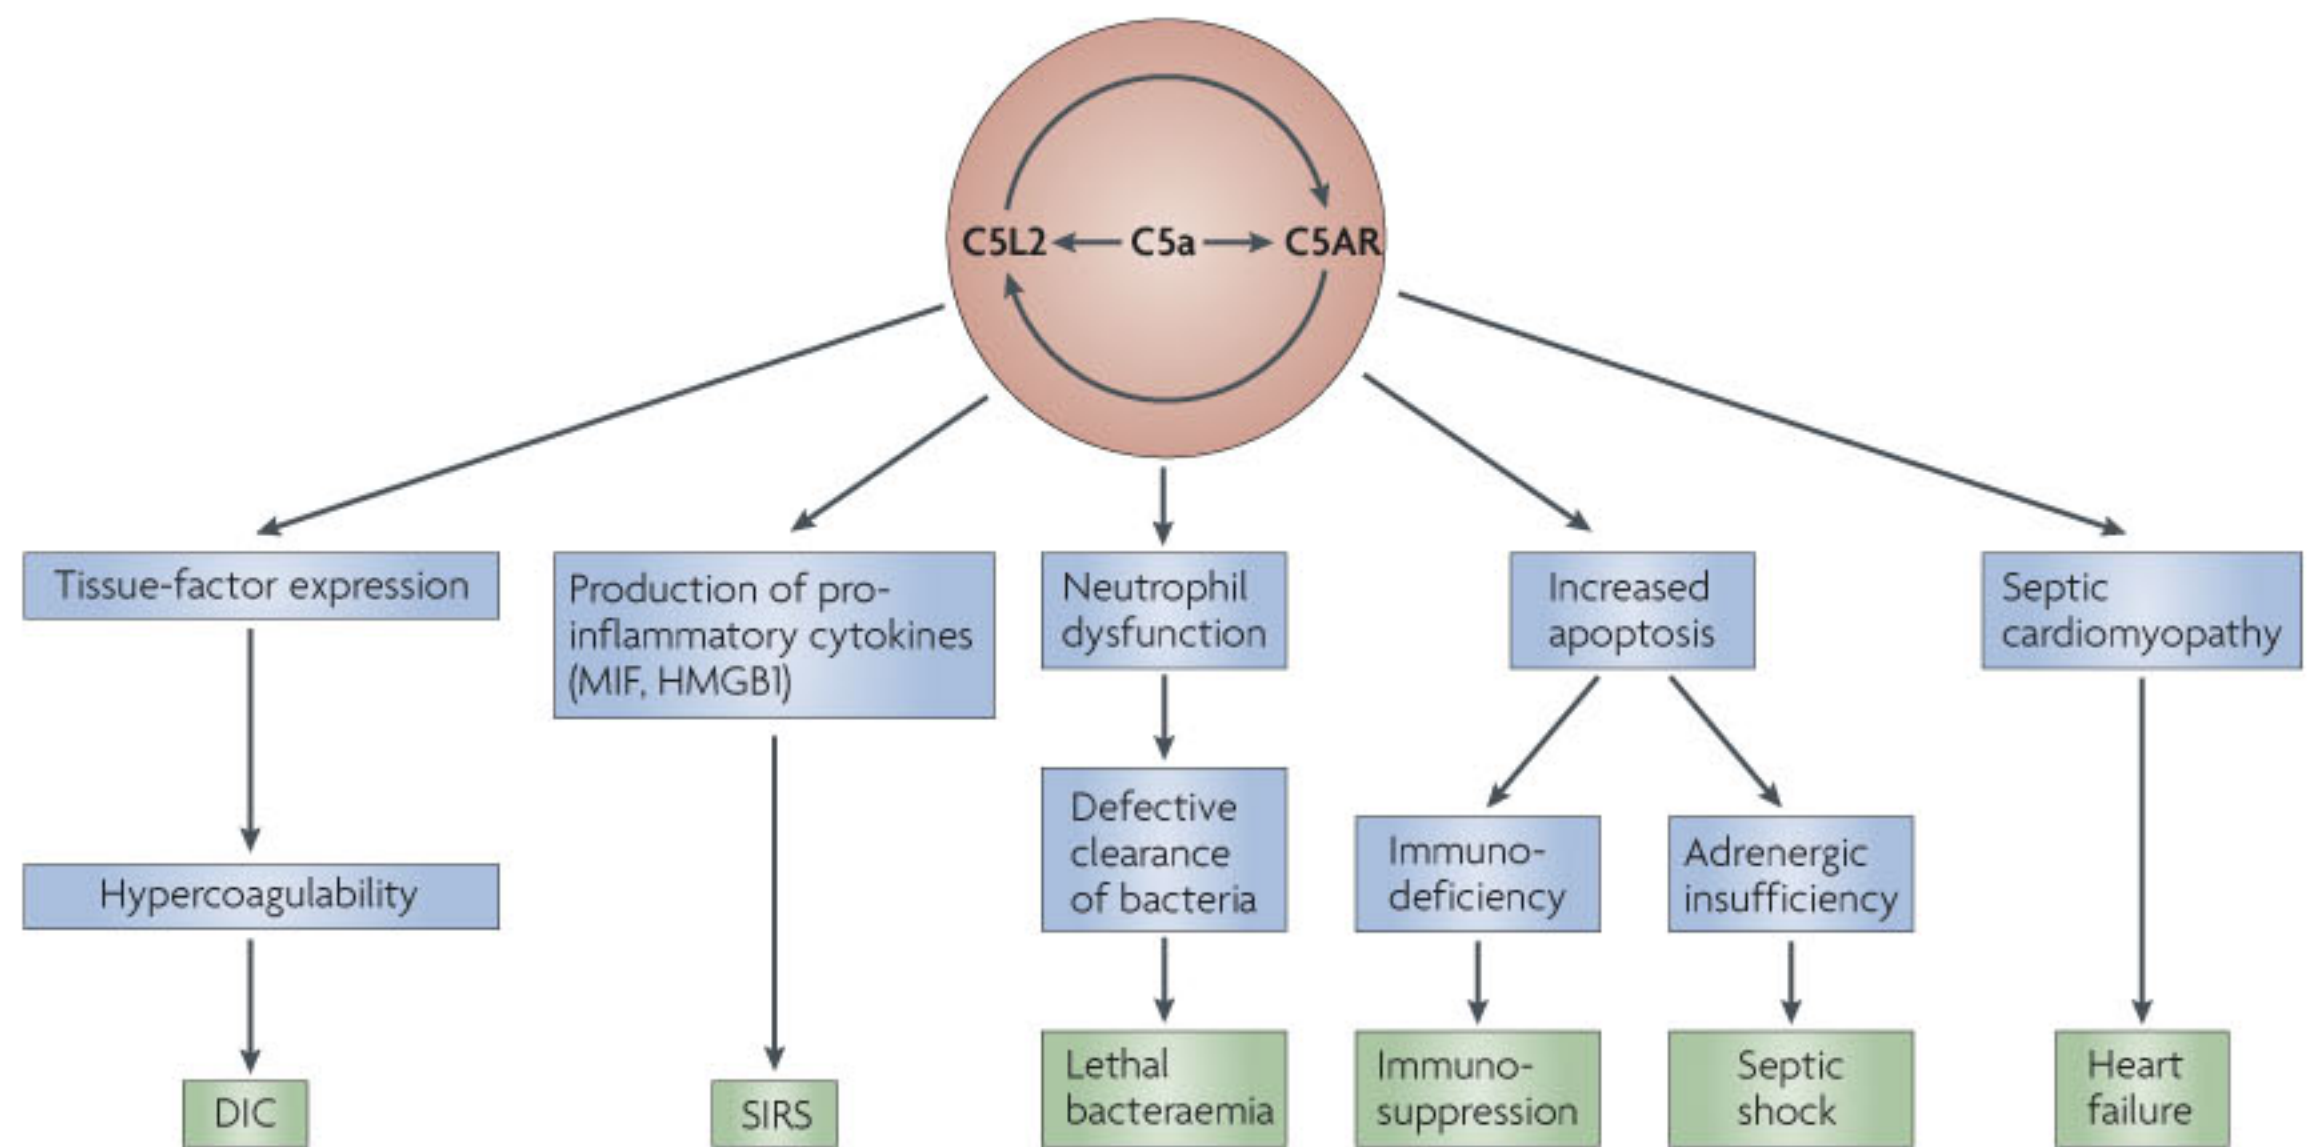 C5L2 C5a C5AR
Tissue-factor expression
Production of pro-
inflammatory cytokines
(MIF, HMGB1)
Neutrophil
dysfunction
Increased
apoptosis
Septic
cardiomyopathy
Hypercoagulability
Defective
clearance
of bacteria
Immuno-
deficiency
Adrenergic
insufficiency
DIC
SIRS
Lethal
bacteraemia
Immuno-
suppression
Septic
shock
Heart
failure